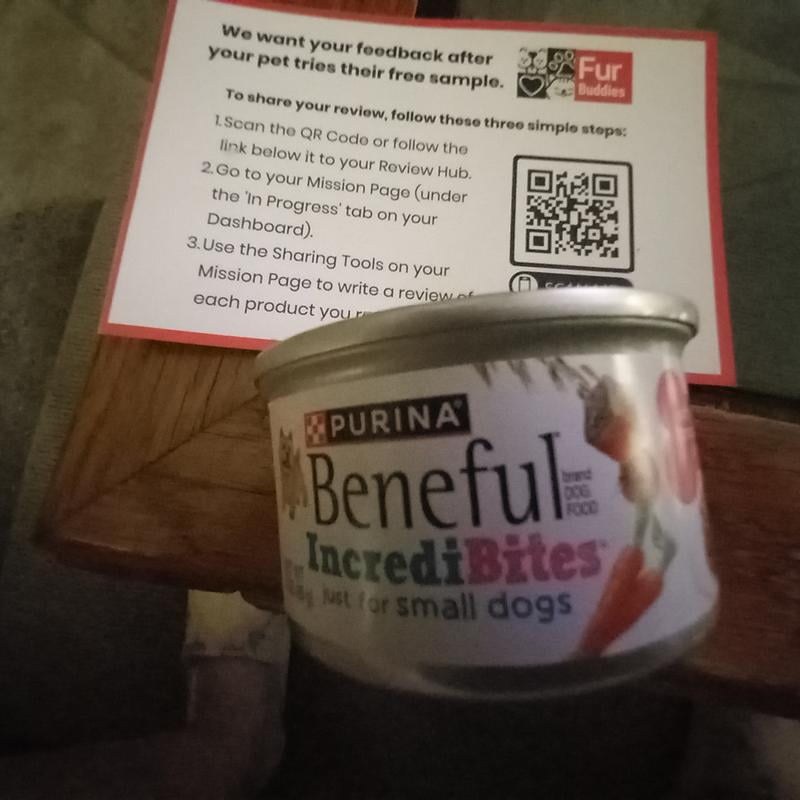 We want your feedback after
your pet tries their free sample.
Fur
Buddies
To share your review, follow these three simple steps:
1. Scan the QR Code or follow the
link below it to your Review Hub.
2. Go to your Mission Page (under
the 'In Progress' tab on your
Dashboard).
3. Use the Sharing Tools on your
Mission Page to write a review of
each product you
PURINA®
Beneful
brand
DOG
FOOD
IncrediBites™
just for small dogs